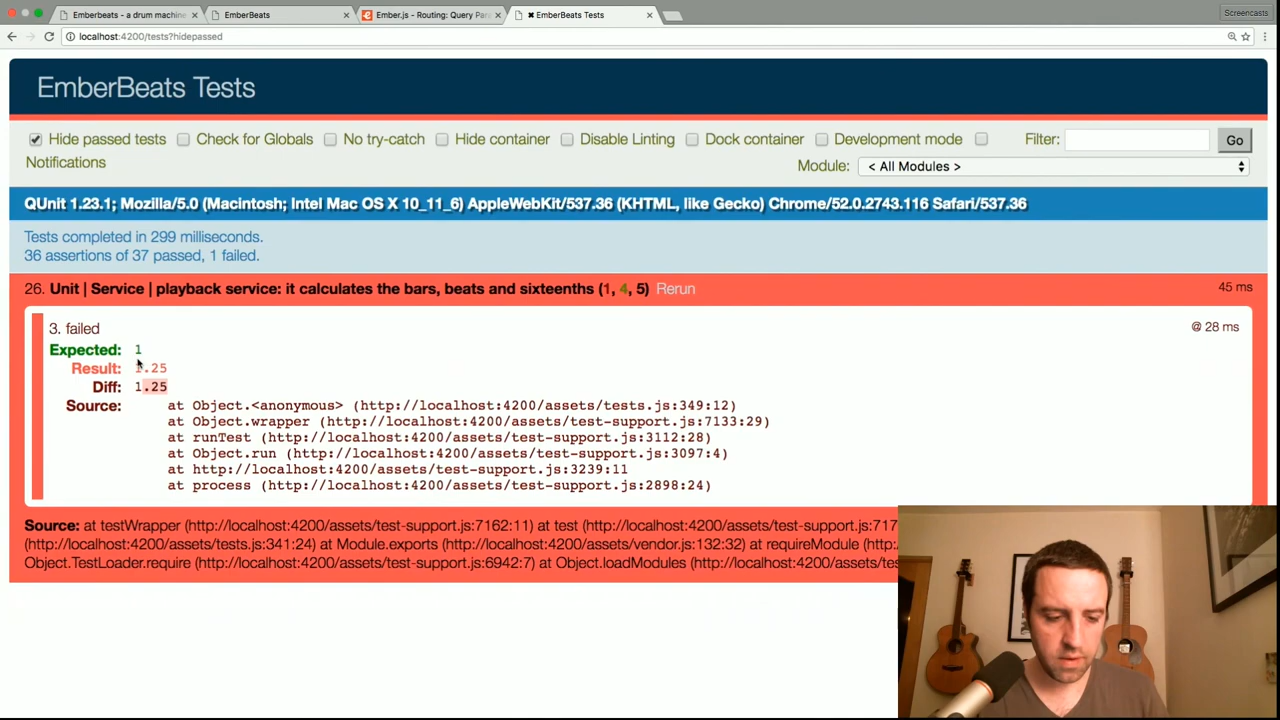 Emberbeats - a drum machine
EmberBeats
Ember.js - Routing: Query Par
✖ EmberBeats Tests
Screencasts
localhost:4200/tests?hidepassed
EmberBeats Tests
Hide passed tests Check for Globals No try-catch Hide container Disable Linting Dock container Development mode
Notifications
Filter: Go
Module: < All Modules >
QUnit 1.23.1; Mozilla/5.0 (Macintosh; Intel Mac OS X 10_11_6) AppleWebKit/537.36 (KHTML, like Gecko) Chrome/52.0.2743.116 Safari/537.36
Tests completed in 299 milliseconds.
36 assertions of 37 passed, 1 failed.
26. Unit | Service | playback service: it calculates the bars, beats and sixteenths (1, 4, 5) Rerun 45 ms
3. failed @ 28 ms
Expected: 1
Result: 1.25
Diff: 1.25
Source: at Object.<anonymous> (http://localhost:4200/assets/tests.js:349:12)
at Object.wrapper (http://localhost:4200/assets/test-support.js:7133:29)
at runTest (http://localhost:4200/assets/test-support.js:3112:28)
at Object.run (http://localhost:4200/assets/test-support.js:3097:4)
at http://localhost:4200/assets/test-support.js:3239:11
at process (http://localhost:4200/assets/test-support.js:2898:24)
Source: at testWrapper (http://localhost:4200/assets/test-support.js:7162:11) at test (http://localhost:4200/assets/test-support.js:717
(http://localhost:4200/assets/tests.js:341:24) at Module.exports (http://localhost:4200/assets/vendor.js:132:32) at requireModule (http:/
Object.TestLoader.require (http://localhost:4200/assets/test-support.js:6942:7) at Object.loadModules (http://localhost:4200/assets/tes